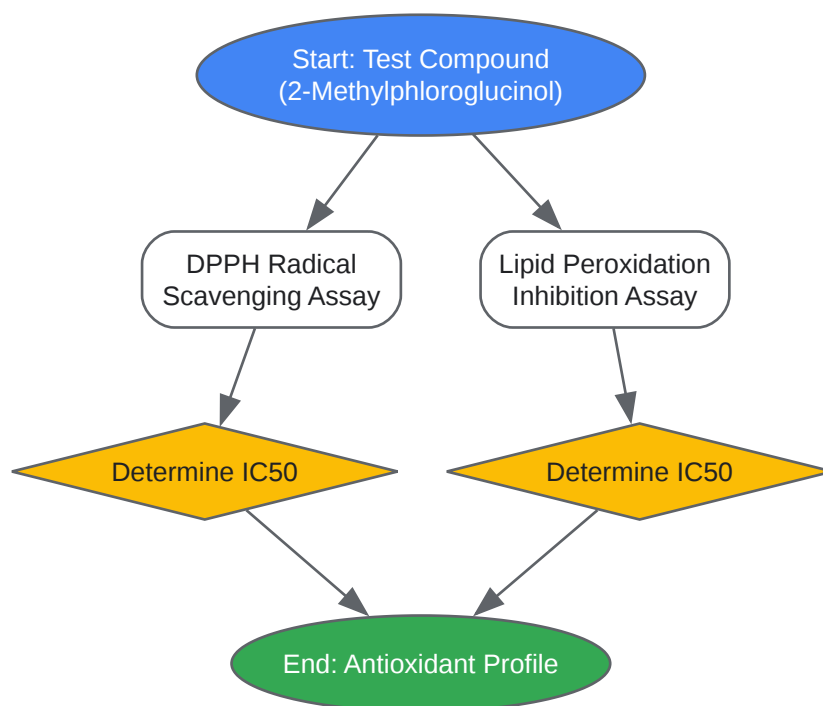 Start: Test Compound
(2-Methylphloroglucinol)
DPPH Radical
Scavenging Assay
Lipid Peroxidation
Inhibition Assay
Determine IC50
Determine IC50
End: Antioxidant Profile